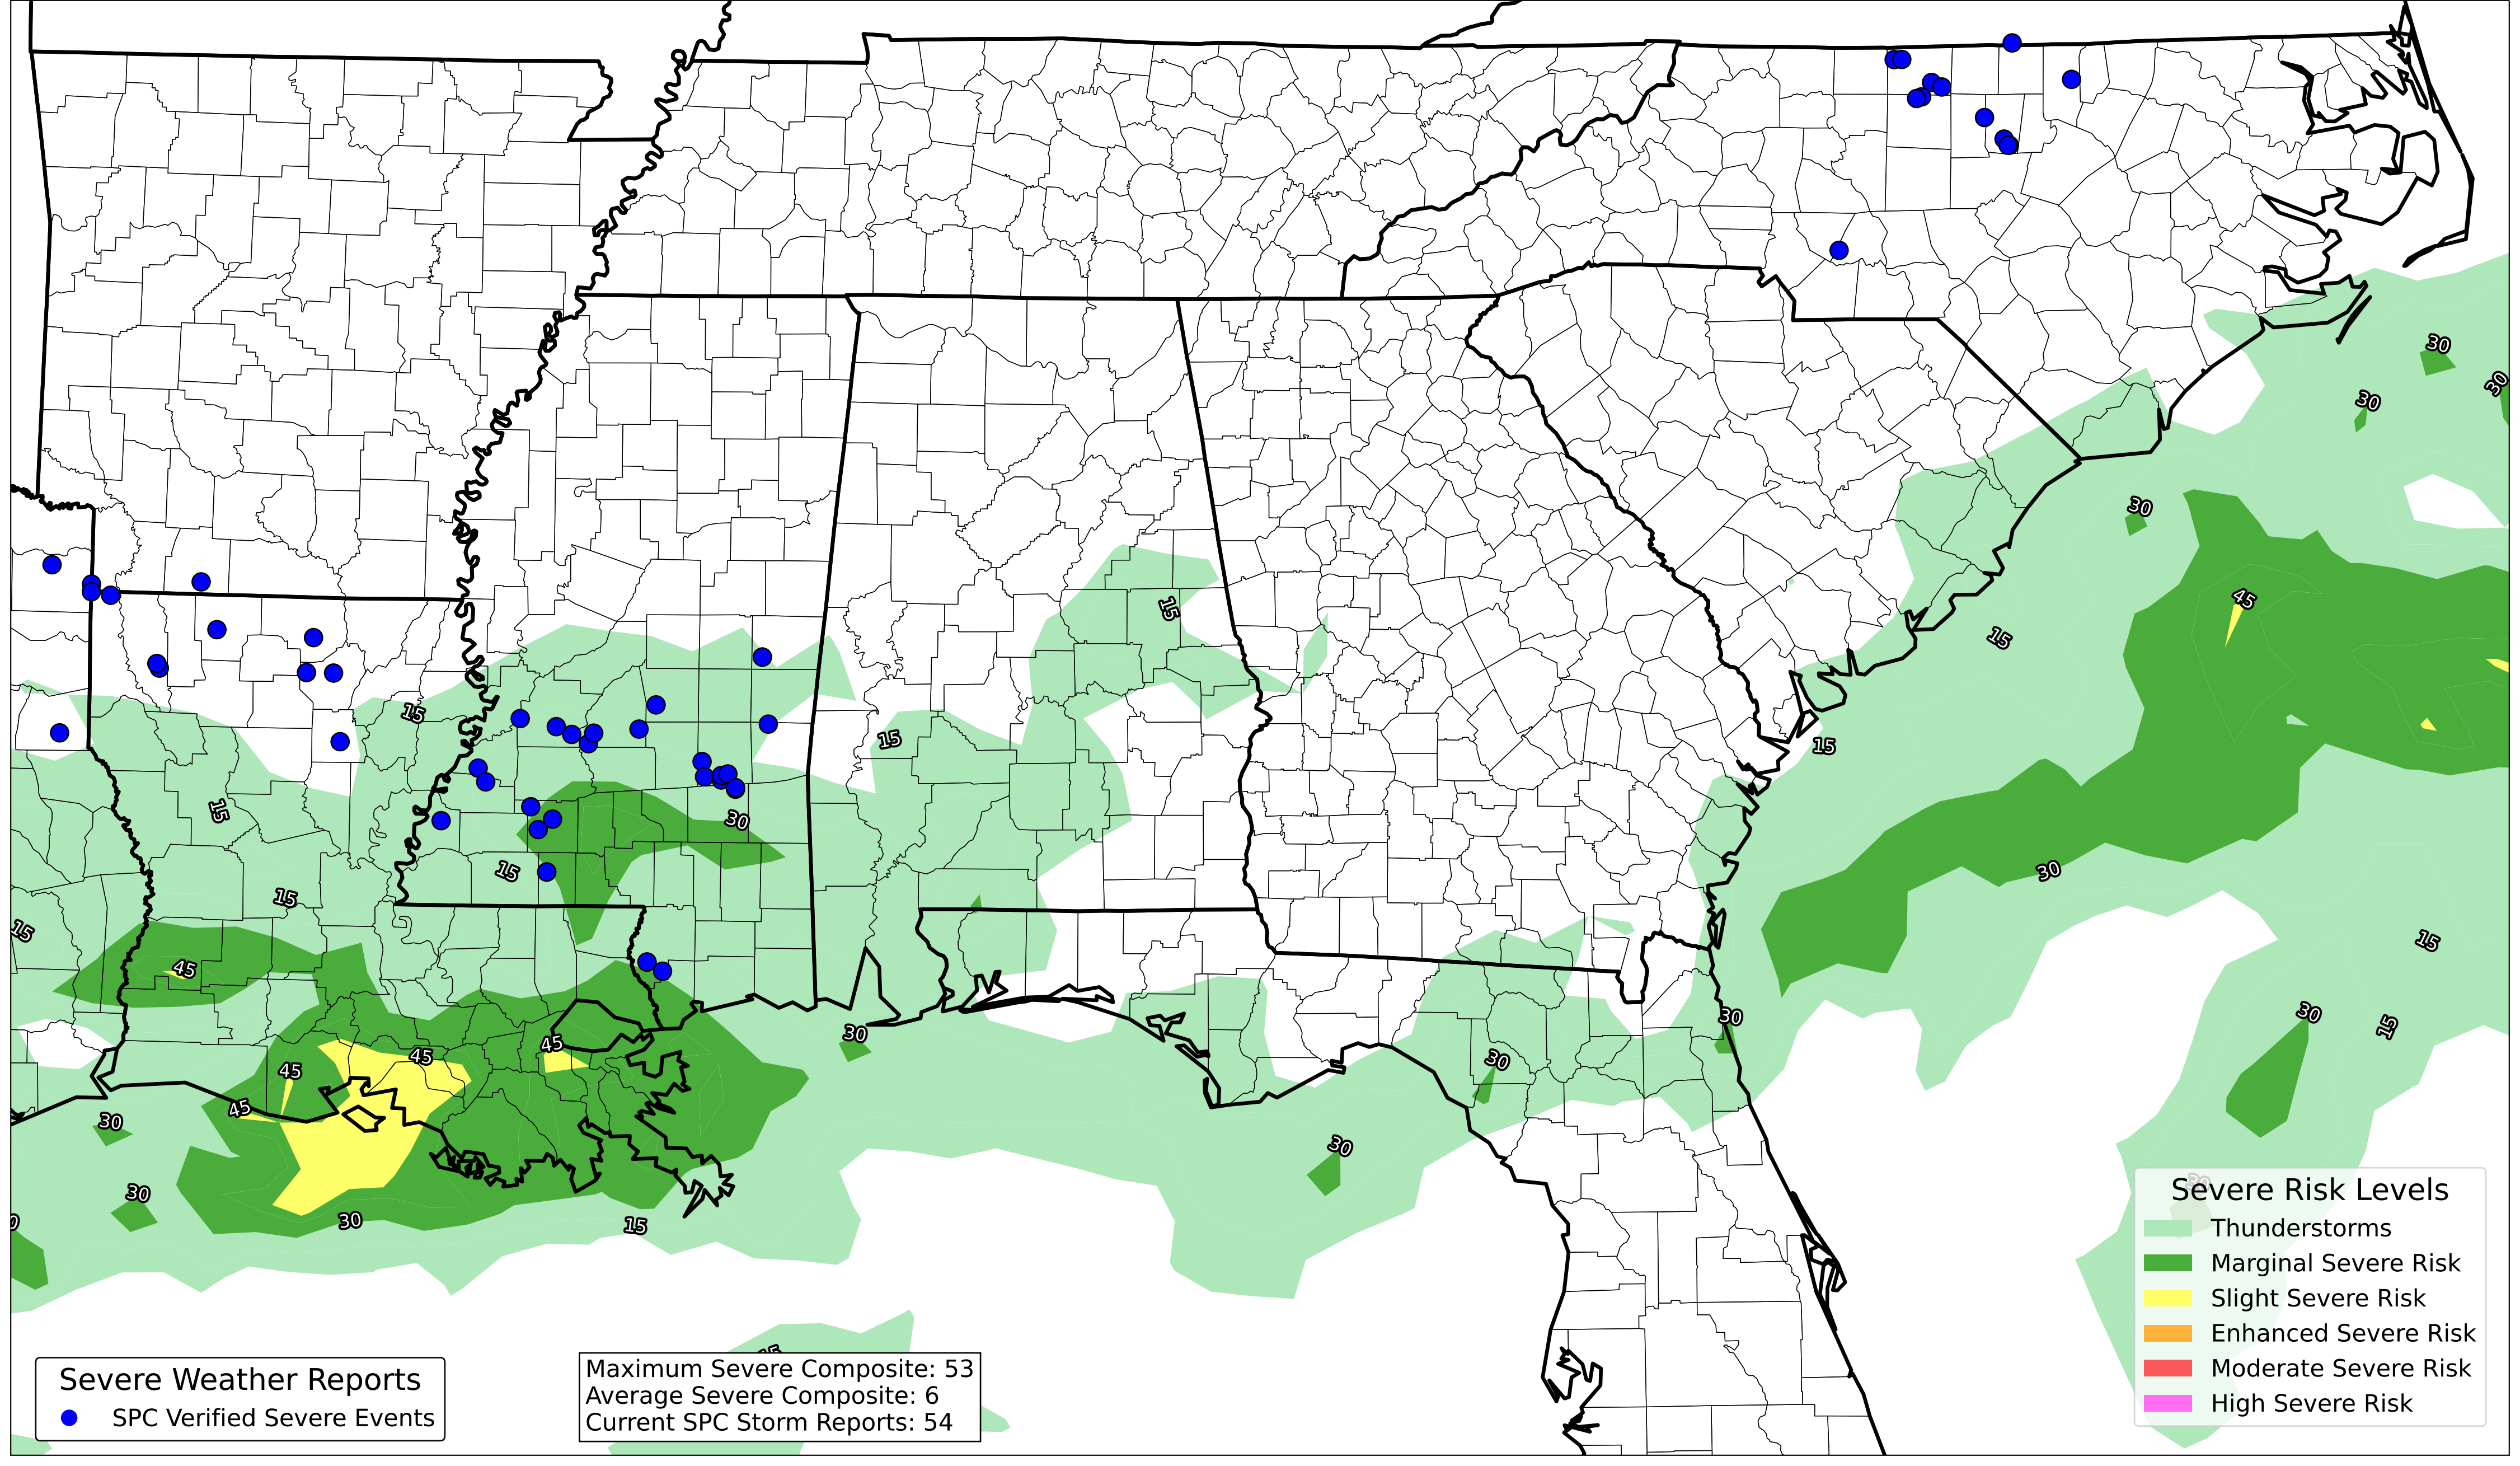 30
30
30
30
45
15
15
15
15
15
15
30
15
15
30
15
15
45
15
30
15
30
30
45
45
30
45
45
30
30
30
30
15
Severe Risk Levels
Thunderstorms
Marginal Severe Risk
Slight Severe Risk
Enhanced Severe Risk
Moderate Severe Risk
High Severe Risk
Severe Weather Reports
SPC Verified Severe Events
Maximum Severe Composite: 53
Average Severe Composite: 6
Current SPC Storm Reports: 54